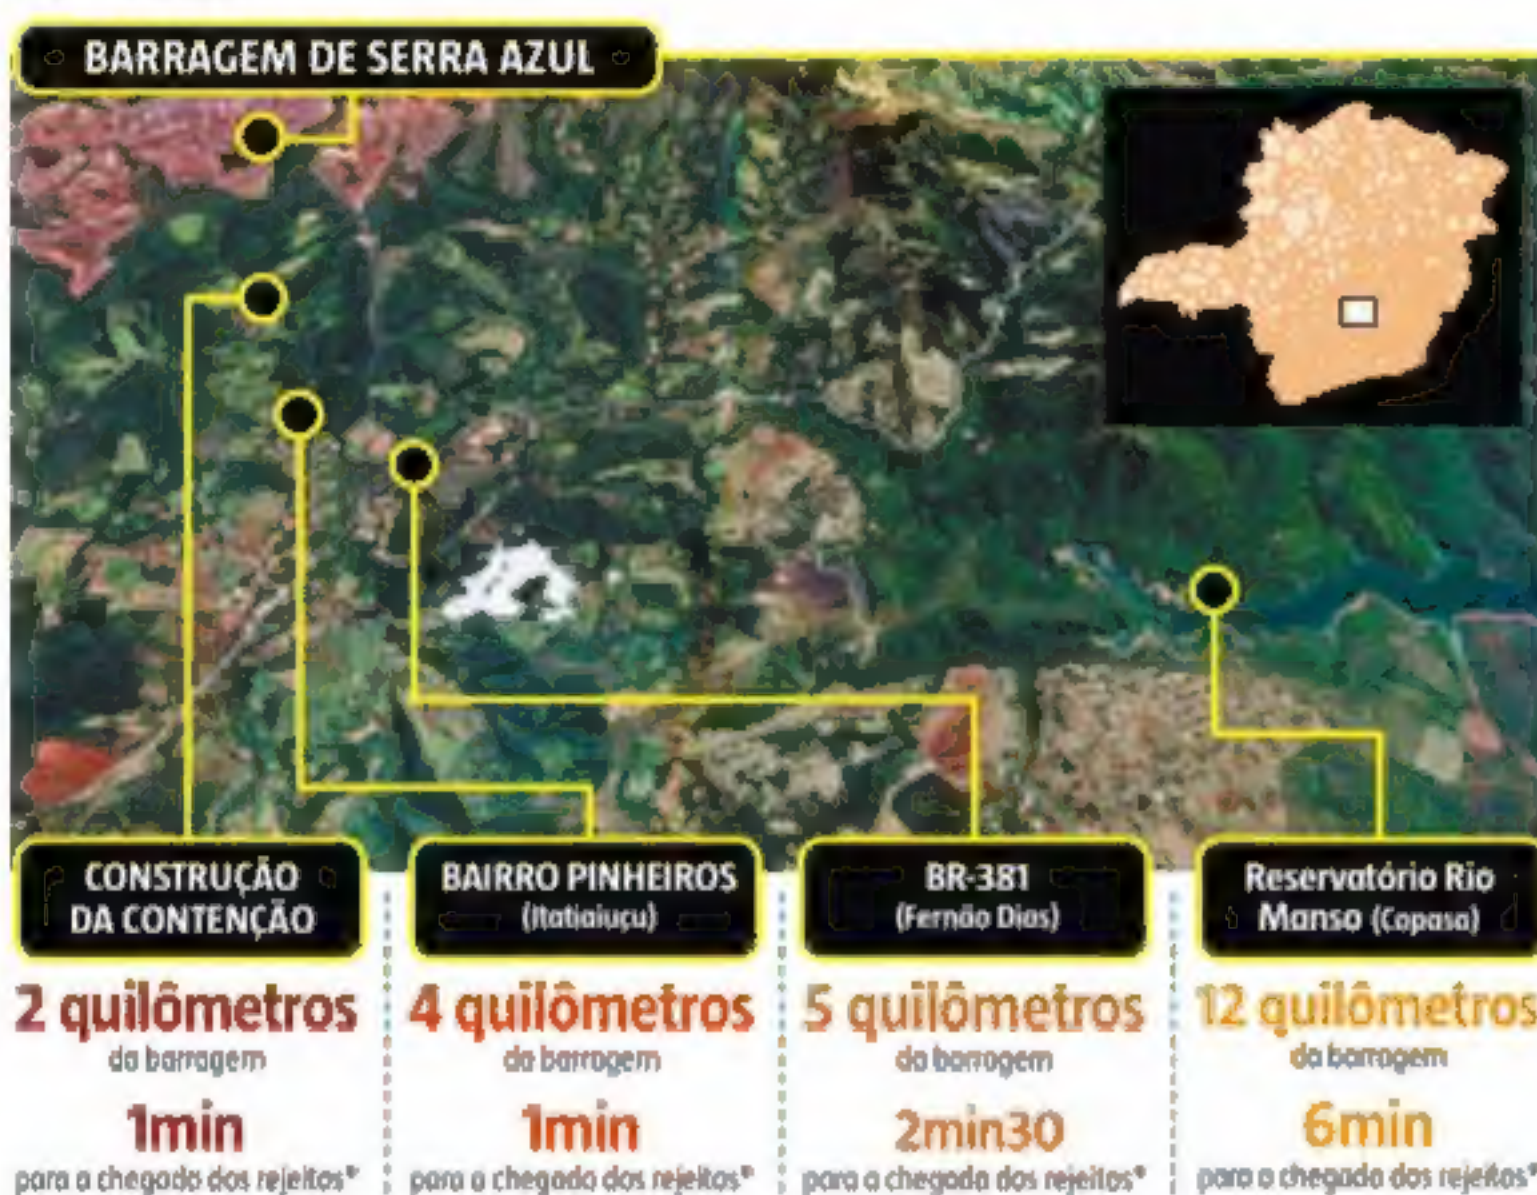 BARRAGEM DE SERRA AZUL
CONSTRUÇÃO
DA CONTENÇÃO
2 quilômetros
da barragem
1min
para a chegada dos rejeitos*
BAIRRO PINHEIROS
(Itatiaiuçu)
4 quilômetros
da barragem
1min
para a chegada dos rejeitos*
BR-381
(Fernão Dias)
5 quilômetros
da barragem
2min30
para a chegada dos rejeitos*
Reservatório Rio
Manso (Copasa)
12 quilômetros
da barragem
6min
para a chegada dos rejeitos*